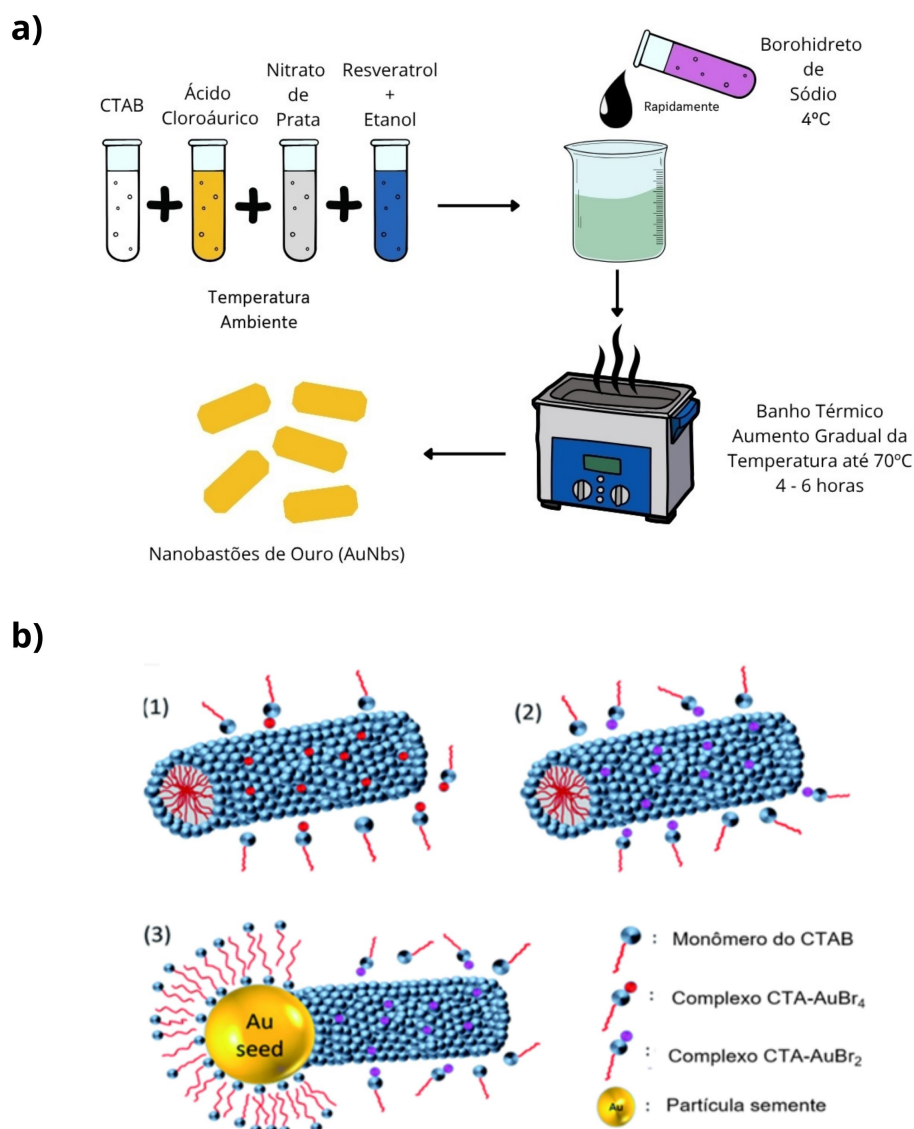 a)
CTAB
Ácido
Cloroáurico
Nitrato
de
Prata
Resveratrol
+
Etanol
Temperatura
Ambiente
Rapidamente
Borohidreto
de
Sódio
4ºC
Banho Térmico
Aumento Gradual da
Temperatura até 70ºC
4 - 6 horas
Nanobastões de Ouro (AuNbs)
b)
(1)
(2)
(3)
Au
seed
: Monômero do CTAB
: Complexo CTA-AuBr₄
: Complexo CTA-AuBr₂
Au : Partícula semente